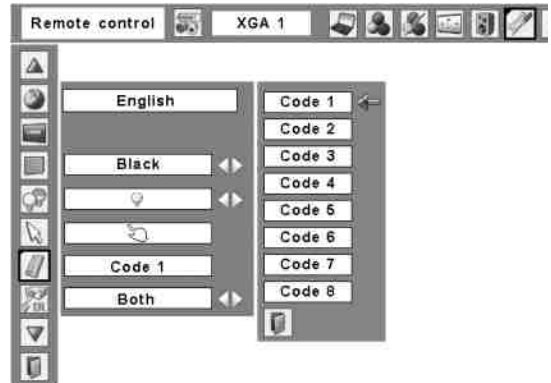 Remote control
XGA 1
English
Black
Code 1
Both
Code 1
Code 2
Code 3
Code 4
Code 5
Code 6
Code 7
Code 8